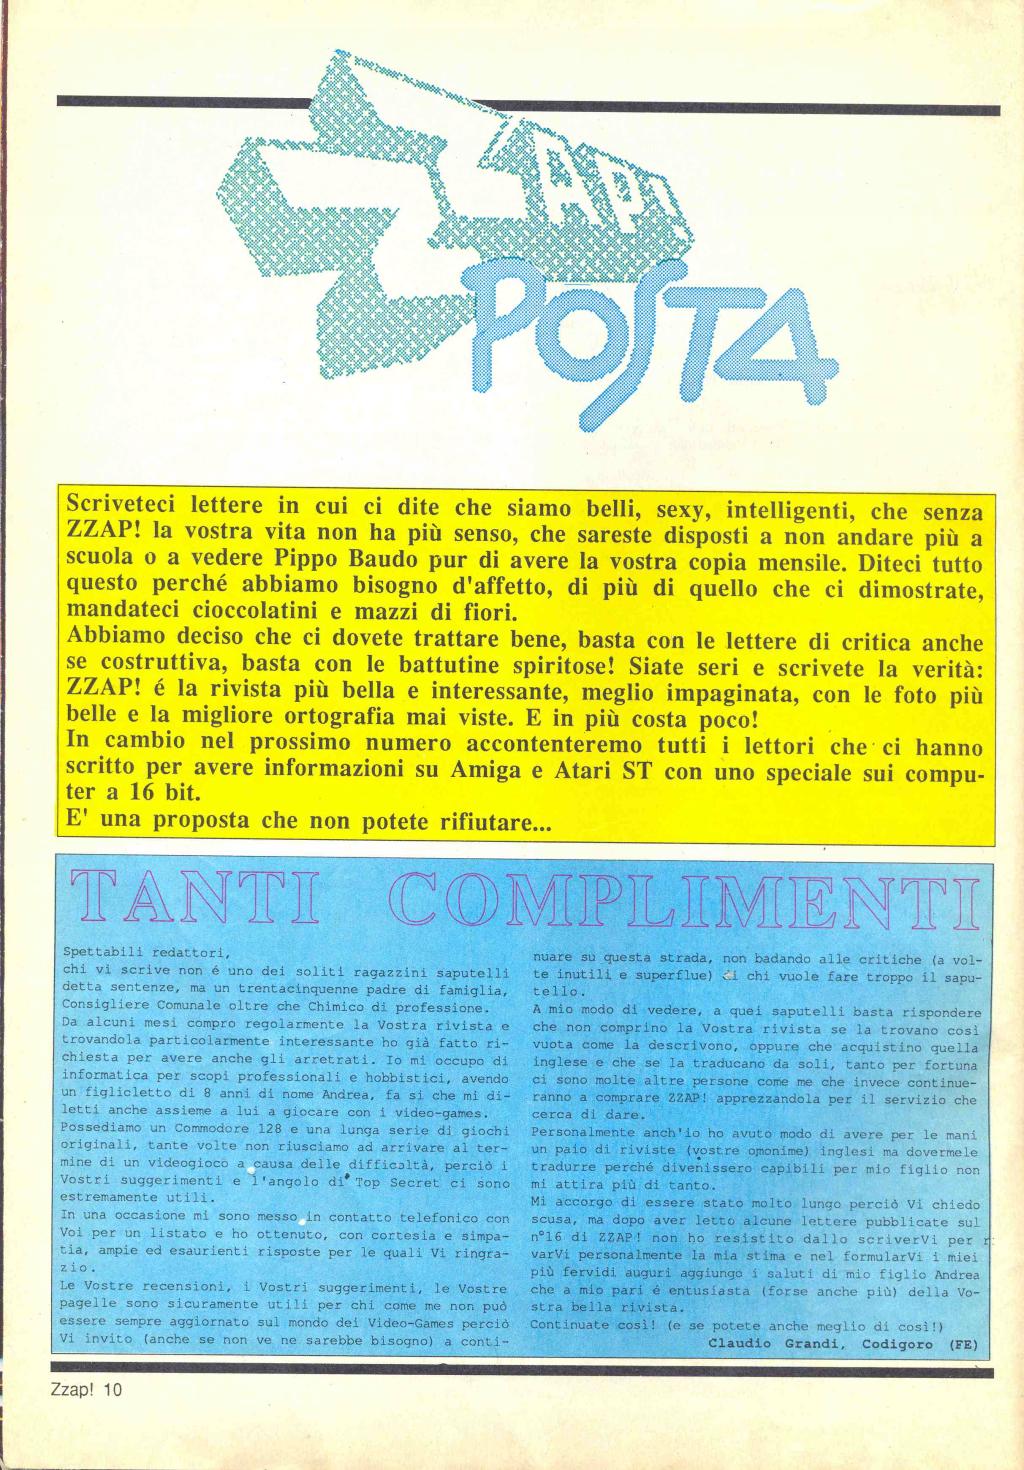 ZZAP!
POSTA
Scriveteci lettere in cui ci dite che siamo belli, sexy, intelligenti, che senza
ZZAP! la vostra vita non ha più senso, che sareste disposti a non andare più a
scuola o a vedere Pippo Baudo pur di avere la vostra copia mensile. Diteci tutto
questo perché abbiamo bisogno d'affetto, di più di quello che ci dimostrate,
mandateci cioccolatini e mazzi di fiori.
Abbiamo deciso che ci dovete trattare bene, basta con le lettere di critica anche
se costruttiva, basta con le battutine spiritose! Siate seri e scrivete la verità:
ZZAP! é la rivista più bella e interessante, meglio impaginata, con le foto più
belle e la migliore ortografia mai viste. E in più costa poco!
In cambio nel prossimo numero accontenteremo tutti i lettori che ci hanno
scritto per avere informazioni su Amiga e Atari ST con uno speciale sui compu-
ter a 16 bit.
E' una proposta che non potete rifiutare...
TANTI COMPLIMENTI
Spettabili redattori,
chi vi scrive non é uno dei soliti ragazzini saputelli
detta sentenze, ma un trentacinquenne padre di famiglia,
Consigliere Comunale oltre che Chimico di professione.
Da alcuni mesi compro regolarmente la Vostra rivista e
trovandola particolarmente interessante ho già fatto ri-
chiesta per avere anche gli arretrati. Io mi occupo di
informatica per scopi professionali e hobbistici, avendo
un figlicletto di 8 anni di nome Andrea, fa si che mi di-
letti anche assieme a lui a giocare con i video-games.
Possediamo un Commodore 128 e una lunga serie di giochi
originali, tante volte non riusciamo ad arrivare al ter-
mine di un videogioco a causa delle difficoltà, perciò i
Vostri suggerimenti e l'angolo di Top Secret ci sono
estremamente utili.
In una occasione mi sono messo in contatto telefonico con
Voi per un listato e ho ottenuto, con cortesia e simpa-
tia, ampie ed esaurienti risposte per le quali Vi ringra-
zio.
Le Vostre recensioni, i Vostri suggerimenti, le Vostre
pagelle sono sicuramente utili per chi come me non può
essere sempre aggiornato sul mondo dei Video-Games perciò
Vi invito (anche se non ve ne sarebbe bisogno) a conti-
nuare su questa strada, non badando alle critiche (a vol-
te inutili e superflue) di chi vuole fare troppo il sapu-
tello.
A mio modo di vedere, a quei saputelli basta rispondere
che non comprino la Vostra rivista se la trovano così
vuota come la descrivono, oppure che acquistino quella
inglese e che se la traducano da soli, tanto per fortuna
ci sono molte altre persone come me che invece continue-
ranno a comprare ZZAP! apprezzandola per il servizio che
cerca di dare.
Personalmente anch'io ho avuto modo di avere per le mani
un paio di riviste (vostre omonime) inglesi ma dovermele
tradurre perché divenissero capibili per mio figlio non
mi attira più di tanto.
Mi accorgo di essere stato molto lungo perciò Vi chiedo
scusa, ma dopo aver letto alcune lettere pubblicate sul
n°16 di ZZAP! non ho resistito dallo scriverVi per r
varVi personalmente la mia stima e nel formularVi i miei
più fervidi auguri aggiungo i saluti di mio figlio Andrea
che a mio pari é entusiasta (forse anche più) della Vo-
stra bella rivista.
Continuate così! (e se potete anche meglio di così!)
Claudio Grandi, Codigoro (FE)
Zzap! 10